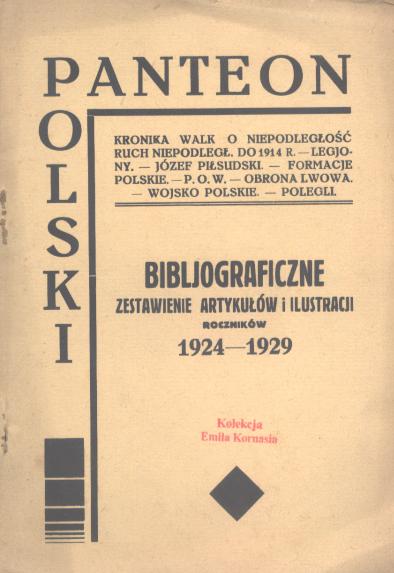 PANTEON
POLSKI
KRONIKA WALK O NIEPODLEGŁOŚĆ
RUCH NIEPODLEGŁ. DO 1914 R. — LEGJO-
NY. — JÓZEF PIŁSUDSKI. — FORMACJE
POLSKIE. — P. O. W. — OBRONA LWOWA.
— WOJSKO POLSKIE. — POLEGLI.
BIBLJOGRAFICZNE
ZESTAWIENIE ARTYKUŁÓW i ILUSTRACJI
ROCZNIKÓW
1924—1929
Kolekcja
Emila Kornasia